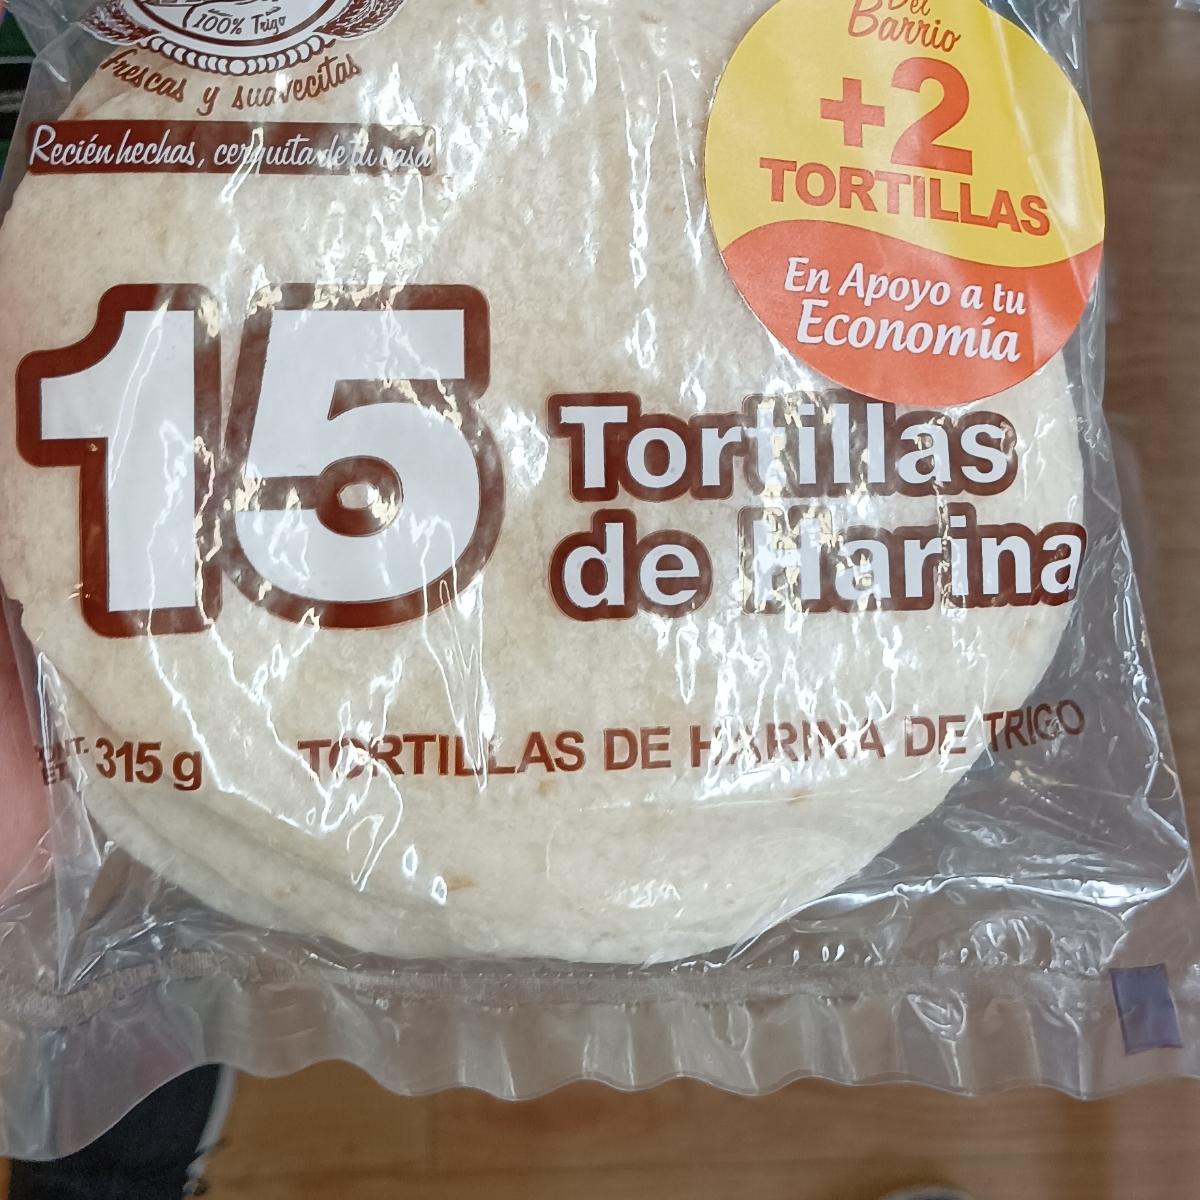 100% Trigo
frescas y suavecitas
Recién hechas, cerquita de tu casa
Del
Barrio
+2
TORTILLAS
En Apoyo a tu
Economía
15
Tortillas
de Harina
315 g
TORTILLAS DE HARINA DE TRIGO